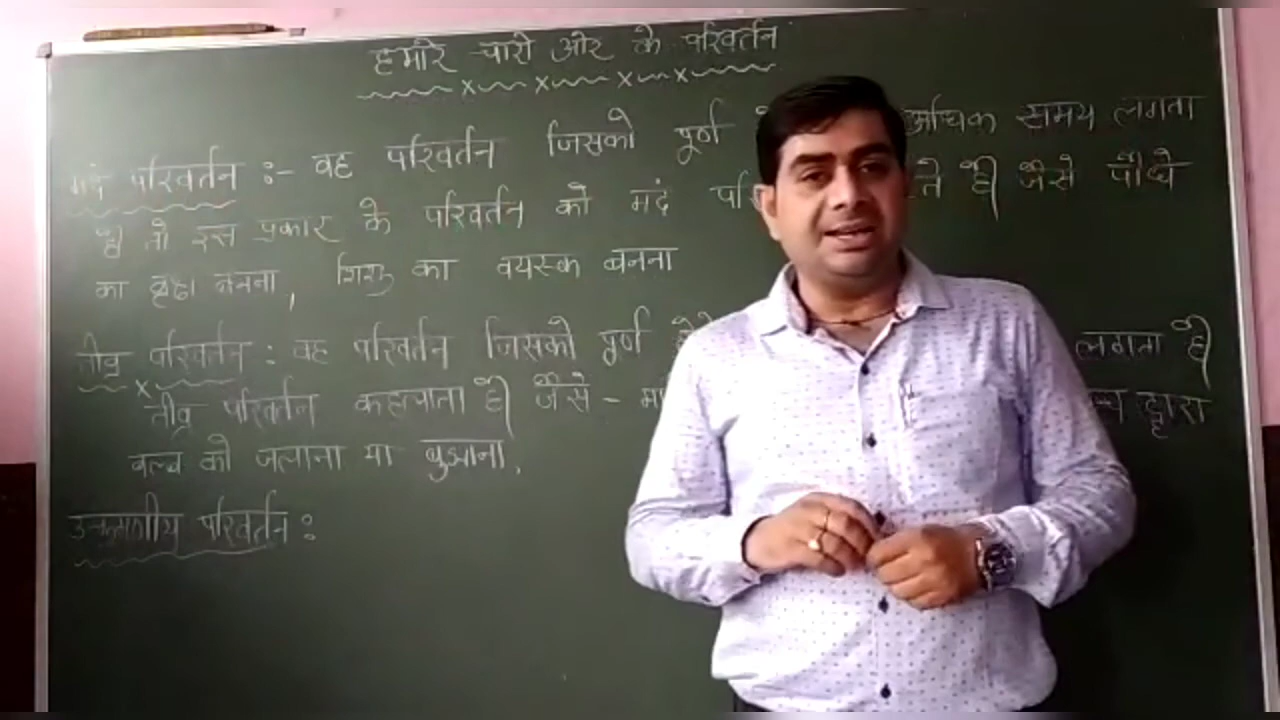 हमारे चारो ओर के परिवर्तन
मदं परिवर्तन :- वह परिवर्तन जिसको पूर्ण अधिक समय लगता
है तो इस प्रकार के परिवर्तन को मदं ते है। जैसे पौधे
का बनना, शिशु का वयस्क बनना
तीव्र परिवर्तन : वह परिवर्तन जिसको पूर्ण होने लगता है।
तीव्र परिवर्तन कहलाता है। जैसे - द्वारा
बल्व को जलाना या बुझाना,
परिवर्तन :